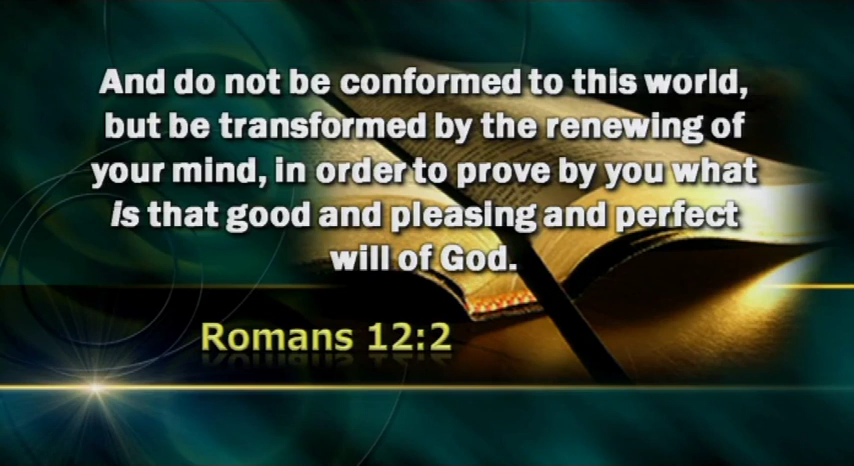 And do not be conformed to this world,
but be transformed by the renewing of
your mind, in order to prove by you what
is that good and pleasing and perfect
will of God.
Romans 12:2